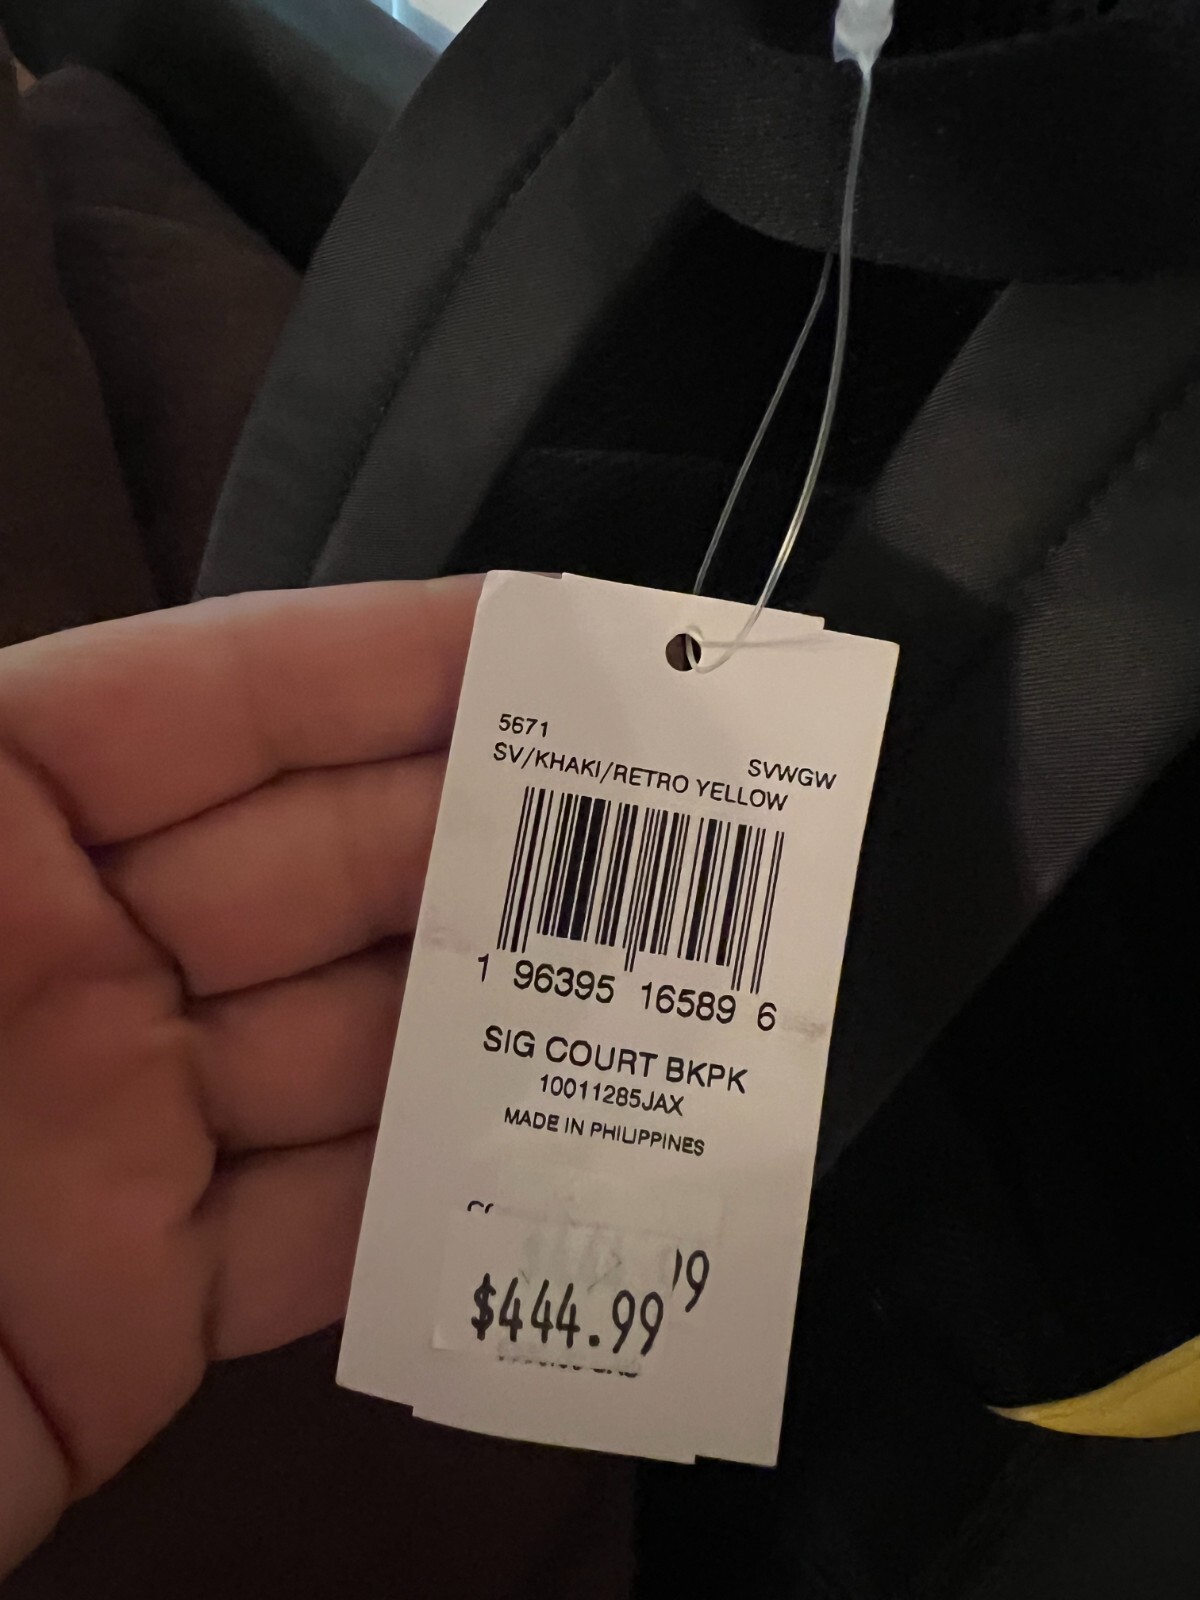 5671
SVWGW
SV/KHAKI/RETRO YELLOW
1 96395 16589 6
SIG COURT BKPK
10011285JAX
MADE IN PHILIPPINES
$444.99